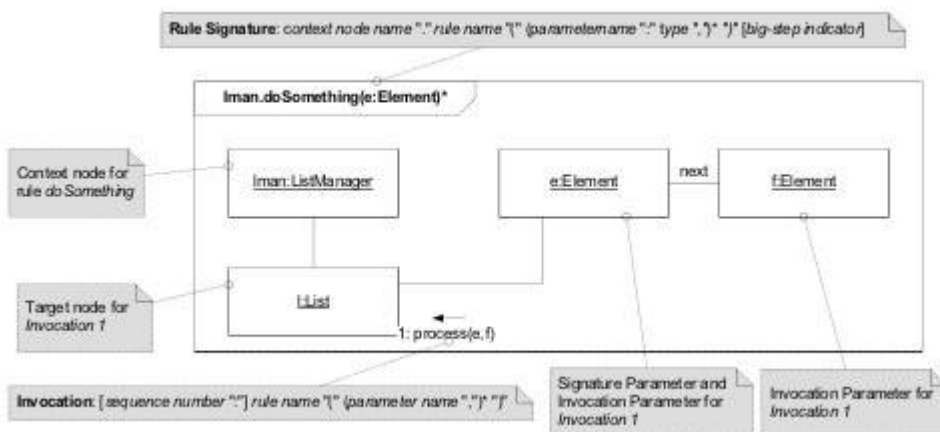 Rule Signature: context node name "." rule name "(" (parametername ":" type ",")* ")" [big-step indicator]
lman.doSomething(e:Element)*
Context node for
rule doSomething
lman:ListManager
e:Element
next
f:Element
Target node for
Invocation 1
l:List
1: process(e,f)
Invocation: [sequence number ":"] rule name "(" (parameter name ",")* ")"
Signature Parameter and
Invocation Parameter for
Invocation 1
Invocation Parameter for
Invocation 1